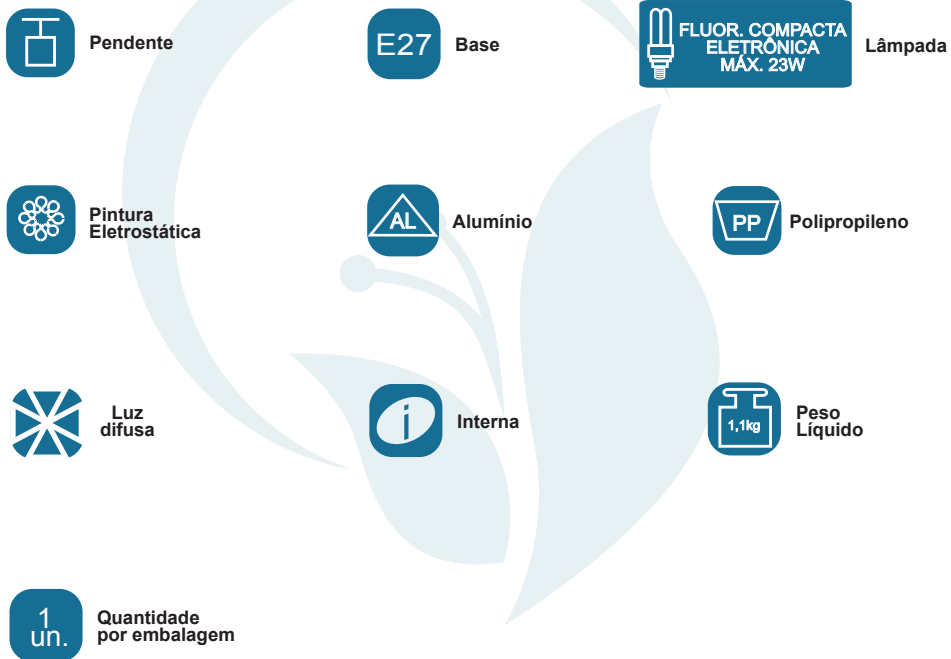 Pendente
E27
Base
FLUOR. COMPACTA
ELETRÔNICA
MÁX. 23W
Lâmpada
Pintura
Eletrostática
AL
Alumínio
PP
Polipropileno
Luz
difusa
i
Interna
1,1kg
Peso
Líquido
1
un.
Quantidade
por embalagem